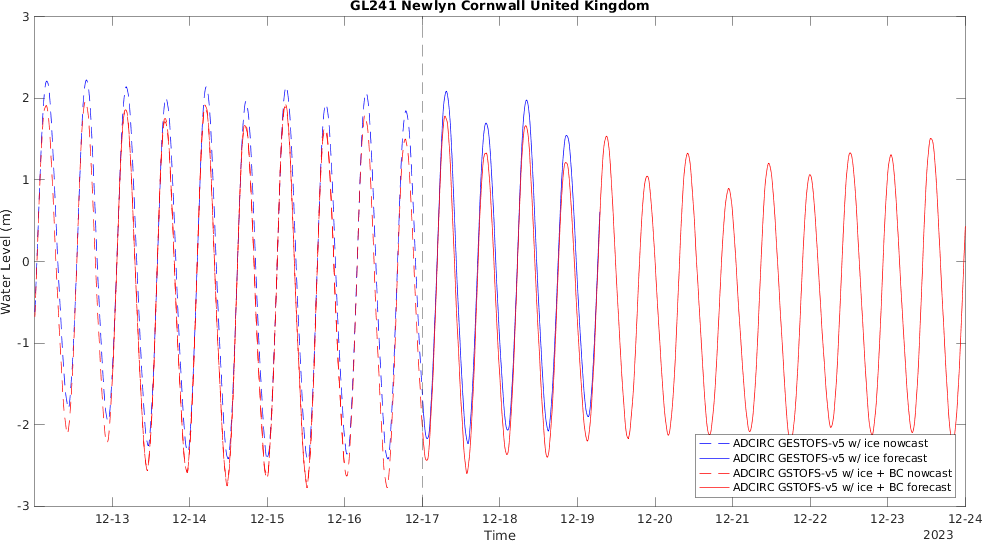 GL241 Newlyn Cornwall United Kingdom
3
2
1
0
-1
-2
-3
Water Level (m)
ADCIRC GESTOFS-v5 w/ ice nowcast
ADCIRC GESTOFS-v5 w/ ice forecast
ADCIRC GSTOFS-v5 w/ ice + BC nowcast
ADCIRC GSTOFS-v5 w/ ice + BC forecast
12-13 12-14 12-15 12-16 12-17 12-18 12-19 12-20 12-21 12-22 12-23 12-24
Time
2023